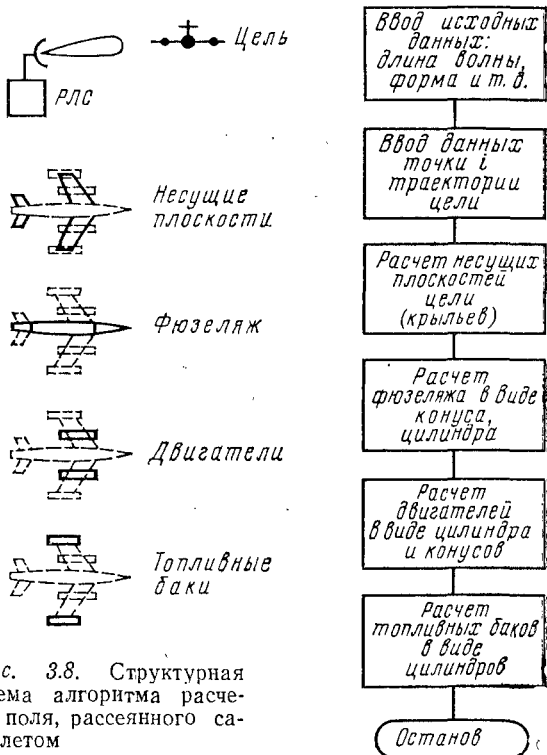 Цель
РЛС
Несущие
плоскости
Фюзеляж
Двигатели
Топливные
баки
с. 3.8. Структурная
ема алгоритма расче-
поля, рассеянного са-
летом
Ввод исходных
данных:
длина волны,
форма и т. д.
Ввод данных
точки i
траектории
цели
Расчет несущих
плоскостей
цели
(крыльев)
Расчет
фюзеляжа в виде
конуса,
цилиндра
Расчет
двигателей
в виде цилиндра
и конусов
Расчет
топливных баков
в виде
цилиндров
Останов